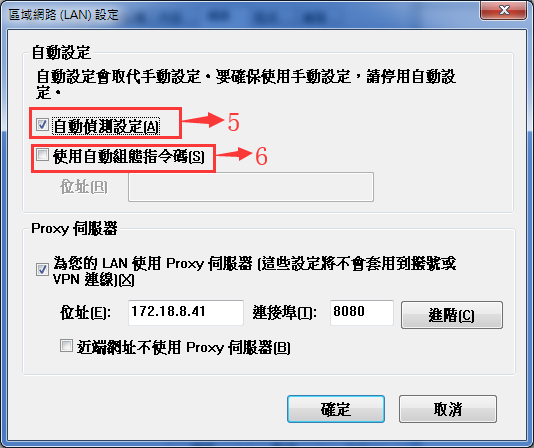 區域網路 (LAN) 設定
自動設定
自動設定會取代手動設定。要確保使用手動設定，請停用自動設
定。
自動偵測設定(A)
5
使用自動組態指令碼(S)
6
位址(R)
Proxy 伺服器
為您的 LAN 使用 Proxy 伺服器 (這些設定將不會套用到撥號或
VPN 連線)(X)
位址(E): 172.18.8.41 連接埠(T): 8080 進階(C)
近端網址不使用 Proxy 伺服器(B)
確定 取消